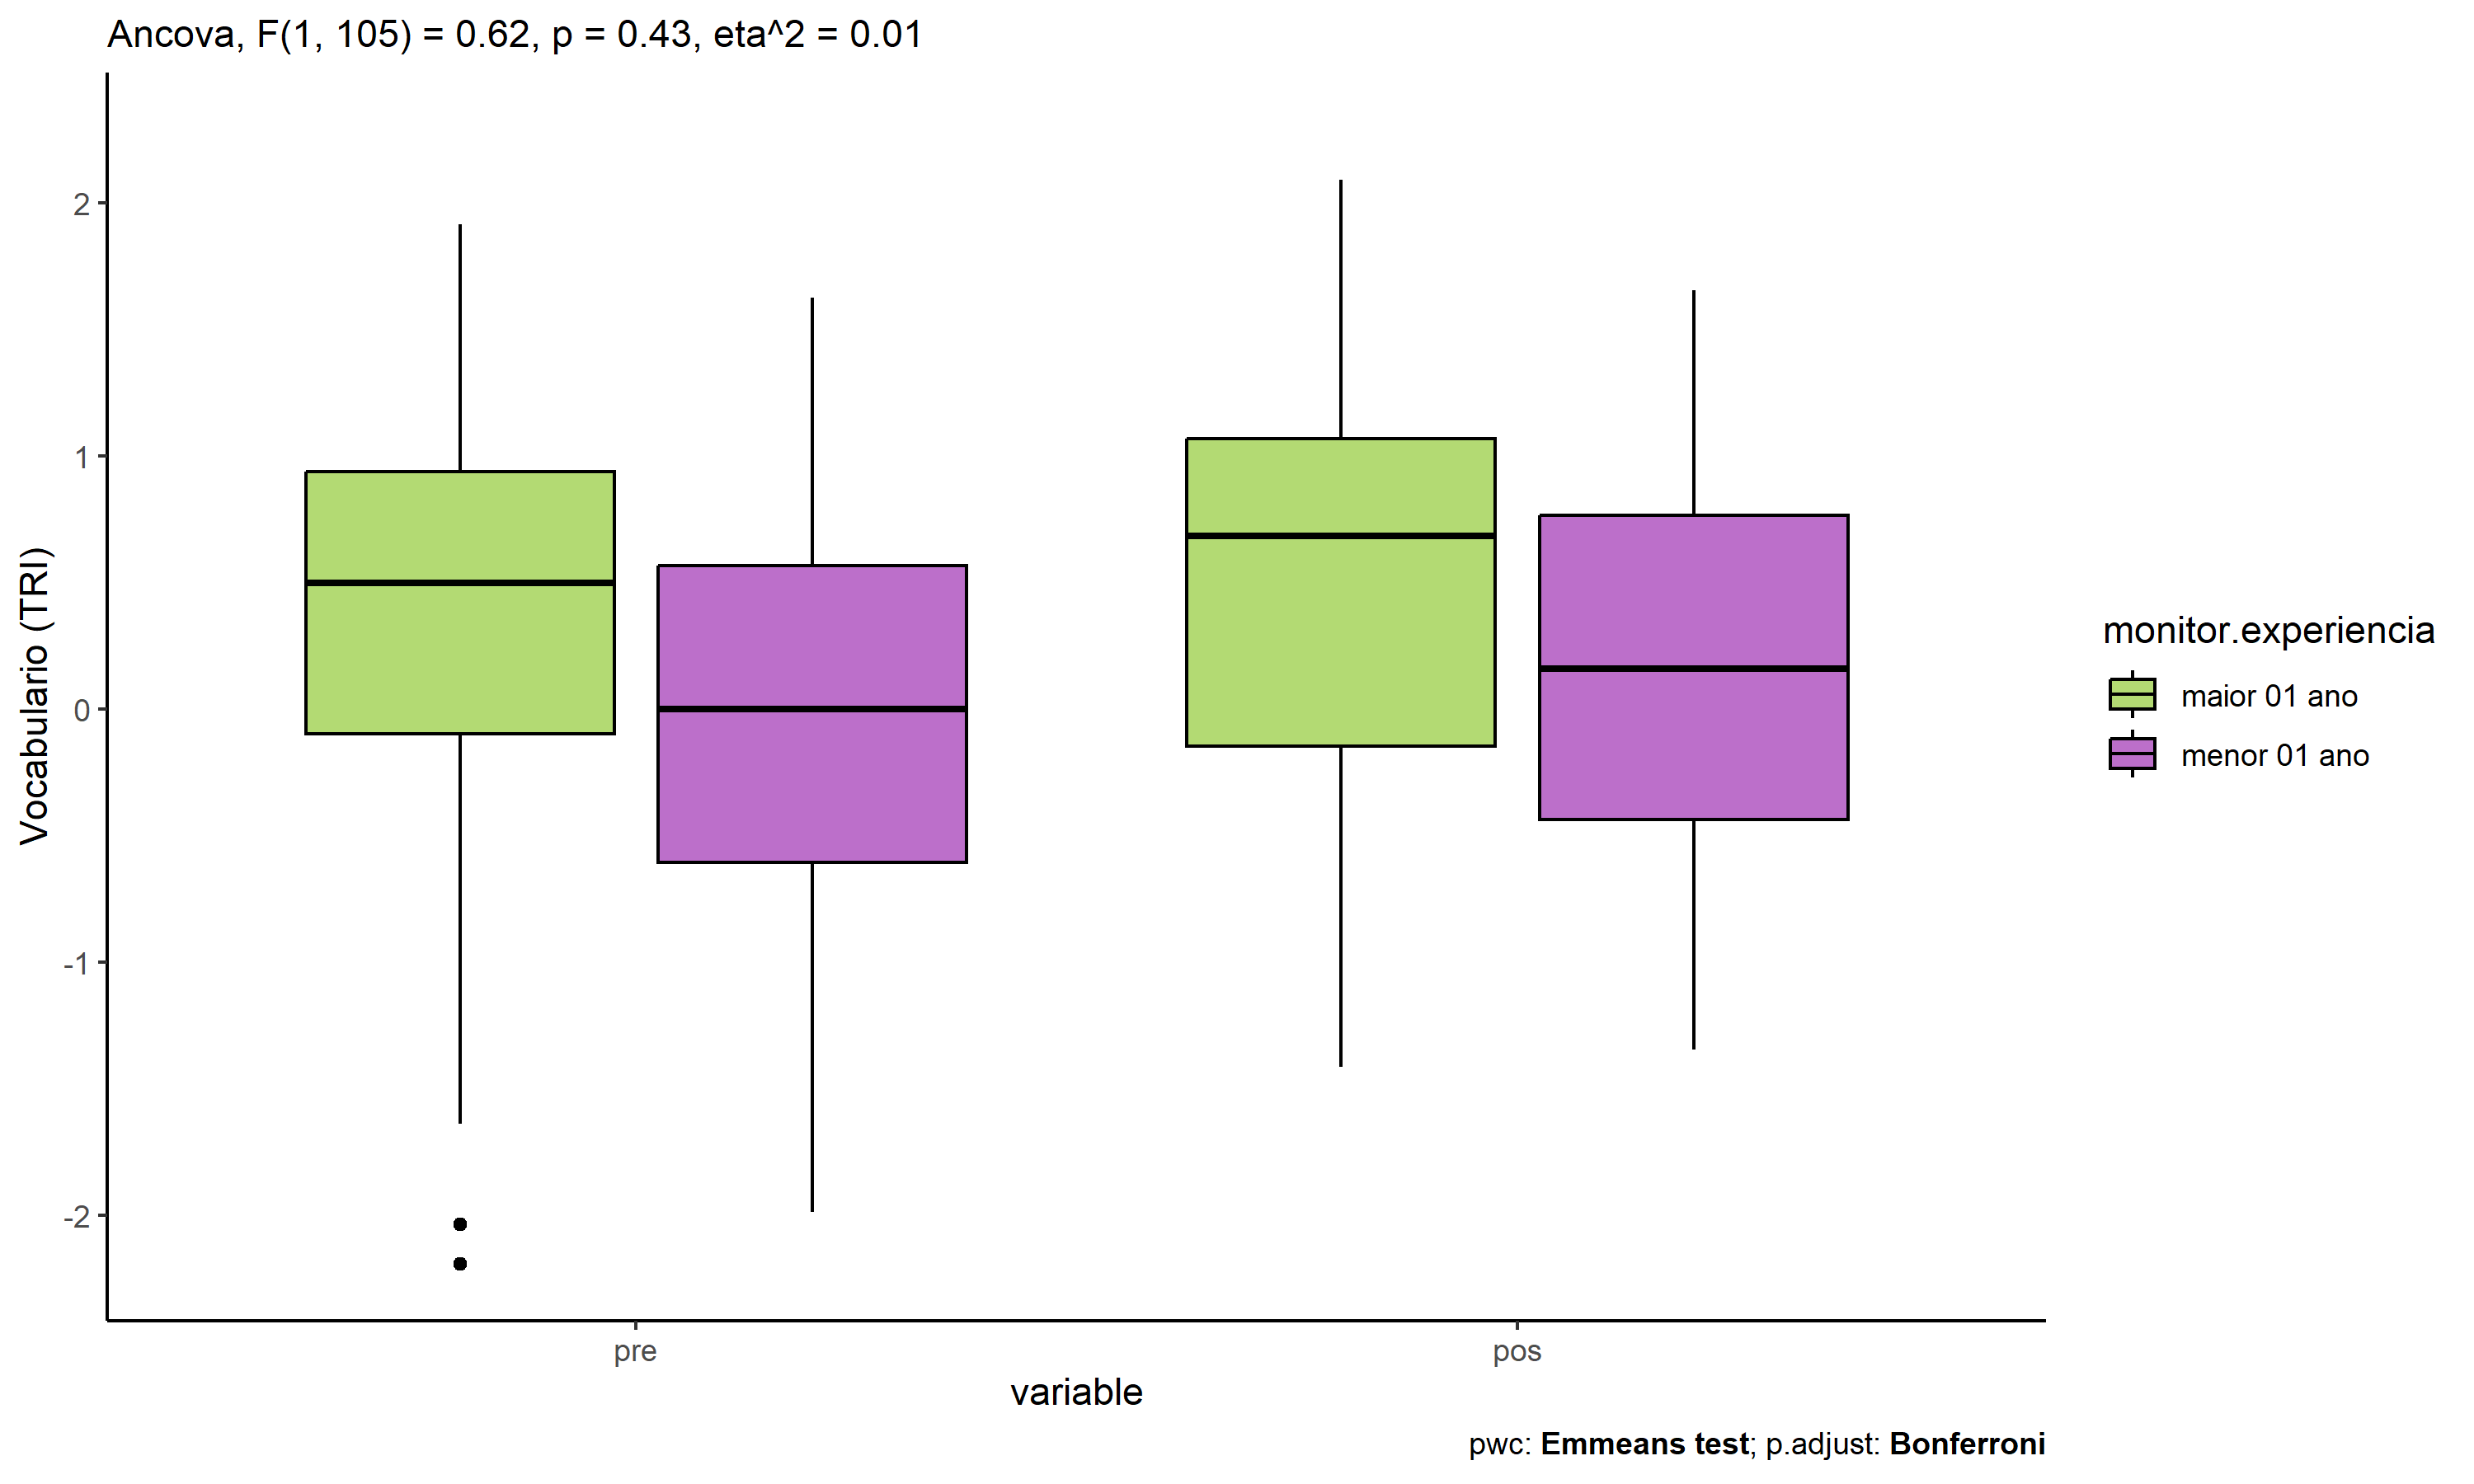 Ancova, F(1, 105) = 0.62, p = 0.43, eta^2 = 0.01
Vocabulario (TRI)
2
1
0
-1
-2
pre
pos
variable
monitor.experiencia
maior 01 ano
menor 01 ano
pwc: Emmeans test; p.adjust: Bonferroni